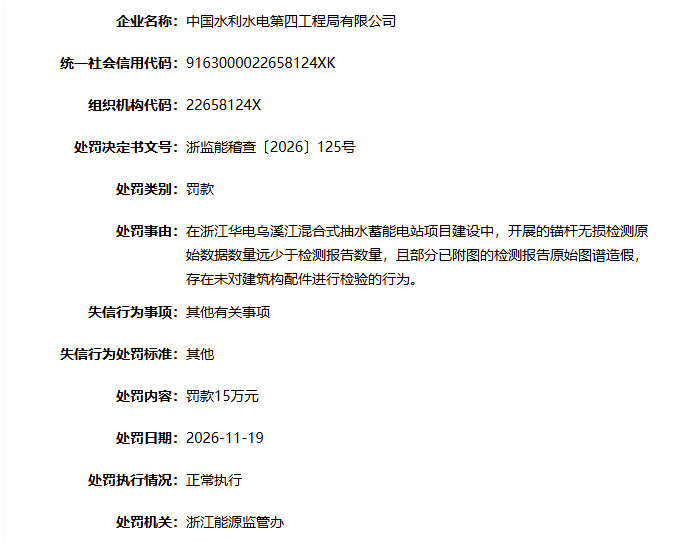 企业名称：中国水利水电第四工程局有限公司
统一社会信用代码：9163000022658124XK
组织机构代码：22658124X
处罚决定书文号：浙监能稽查〔2026〕125号
处罚类别：罚款
处罚事由：在浙江华电乌溪江混合式抽水蓄能电站项目建设中，开展的锚杆无损检测原
始数据数量远少于检测报告数量，且部分已附图的检测报告原始图谱造假，
存在未对建筑构配件进行检验的行为。
失信行为事项：其他有关事项
失信行为处罚标准：其他
处罚内容：罚款15万元
处罚日期：2026-11-19
处罚执行情况：正常执行
处罚机关：浙江能源监管办